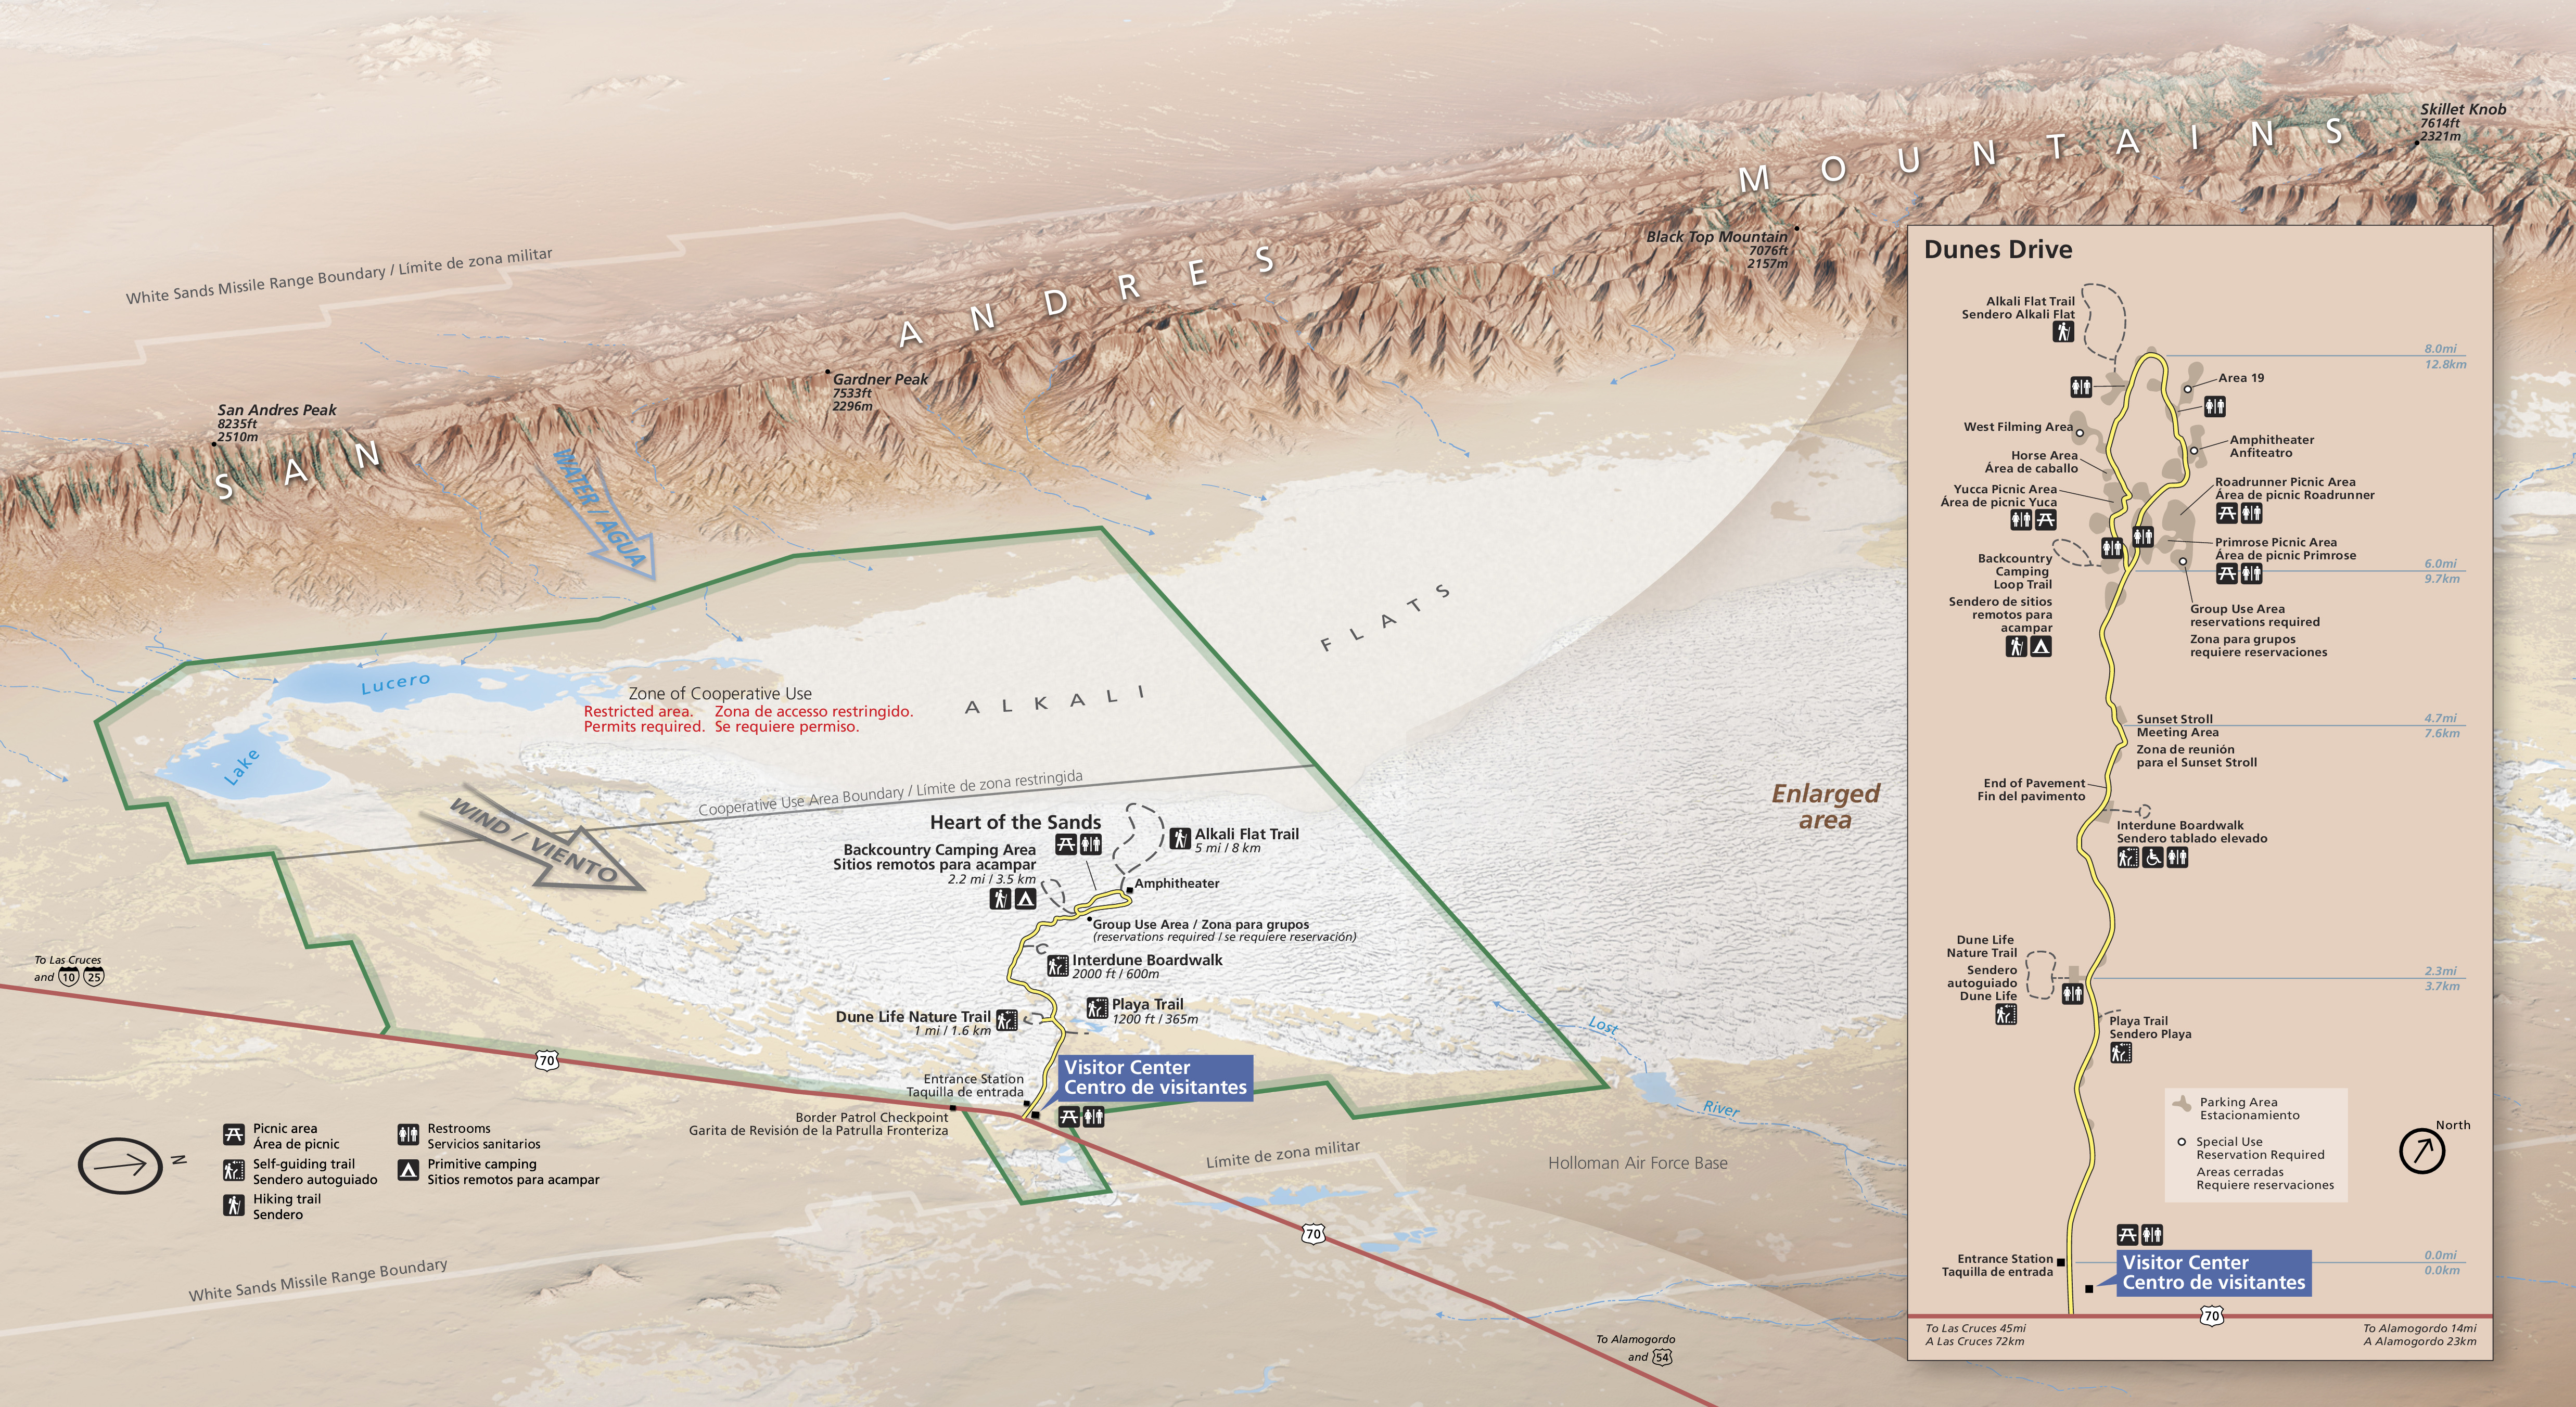 White Sands Missile Range Boundary / Límite de zona militar
SAN ANDRES MOUNTAINS
Skillet Knob
7614ft
2321m
Black Top Mountain
7076ft
2157m
Gardner Peak
7533ft
2296m
San Andres Peak
8235ft
2510m
WATER / AGUA
Lake Lucero
Zone of Cooperative Use
Restricted area. Zona de accesso restringido.
Permits required. Se requiere permiso.
ALKALI FLATS
Cooperative Use Area Boundary / Límite de zona restringida
WIND / VIENTO
Enlarged
area
Heart of the Sands
Alkali Flat Trail
5 mi / 8 km
Backcountry Camping Area
Sitios remotos para acampar
2.2 mi / 3.5 km
Amphitheater
Group Use Area / Zona para grupos
(reservations required / se requiere reservación)
Interdune Boardwalk
2000 ft / 600m
Playa Trail
1200 ft / 365m
Dune Life Nature Trail
1 mi / 1.6 km
To Las Cruces
and 10 25
70
Visitor Center
Centro de visitantes
Entrance Station
Taquilla de entrada
Border Patrol Checkpoint
Garita de Revisión de la Patrulla Fronteriza
Lost River
Límite de zona militar
Holloman Air Force Base
70
White Sands Missile Range Boundary
To Alamogordo
and 54
N
Picnic area
Área de picnic
Self-guiding trail
Sendero autoguiado
Hiking trail
Sendero
Restrooms
Servicios sanitarios
Primitive camping
Sitios remotos para acampar
Dunes Drive
Alkali Flat Trail
Sendero Alkali Flat
8.0mi
12.8km
Area 19
West Filming Area
Amphitheater
Anfiteatro
Horse Area
Área de caballo
Yucca Picnic Area
Área de picnic Yuca
Roadrunner Picnic Area
Área de picnic Roadrunner
Primrose Picnic Area
Área de picnic Primrose
Backcountry
Camping
Loop Trail
Sendero de sitios
remotos para
acampar
6.0mi
9.7km
Group Use Area
reservations required
Zona para grupos
requiere reservaciones
Sunset Stroll
Meeting Area
Zona de reunión
para el Sunset Stroll
4.7mi
7.6km
End of Pavement
Fin del pavimento
Interdune Boardwalk
Sendero tablado elevado
Dune Life
Nature Trail
Sendero
autoguiado
Dune Life
2.3mi
3.7km
Playa Trail
Sendero Playa
Parking Area
Estacionamiento
Special Use
Reservation Required
Areas cerradas
Requiere reservaciones
North
Entrance Station
Taquilla de entrada
0.0mi
0.0km
Visitor Center
Centro de visitantes
70
To Las Cruces 45mi
A Las Cruces 72km
To Alamogordo 14mi
A Alamogordo 23km